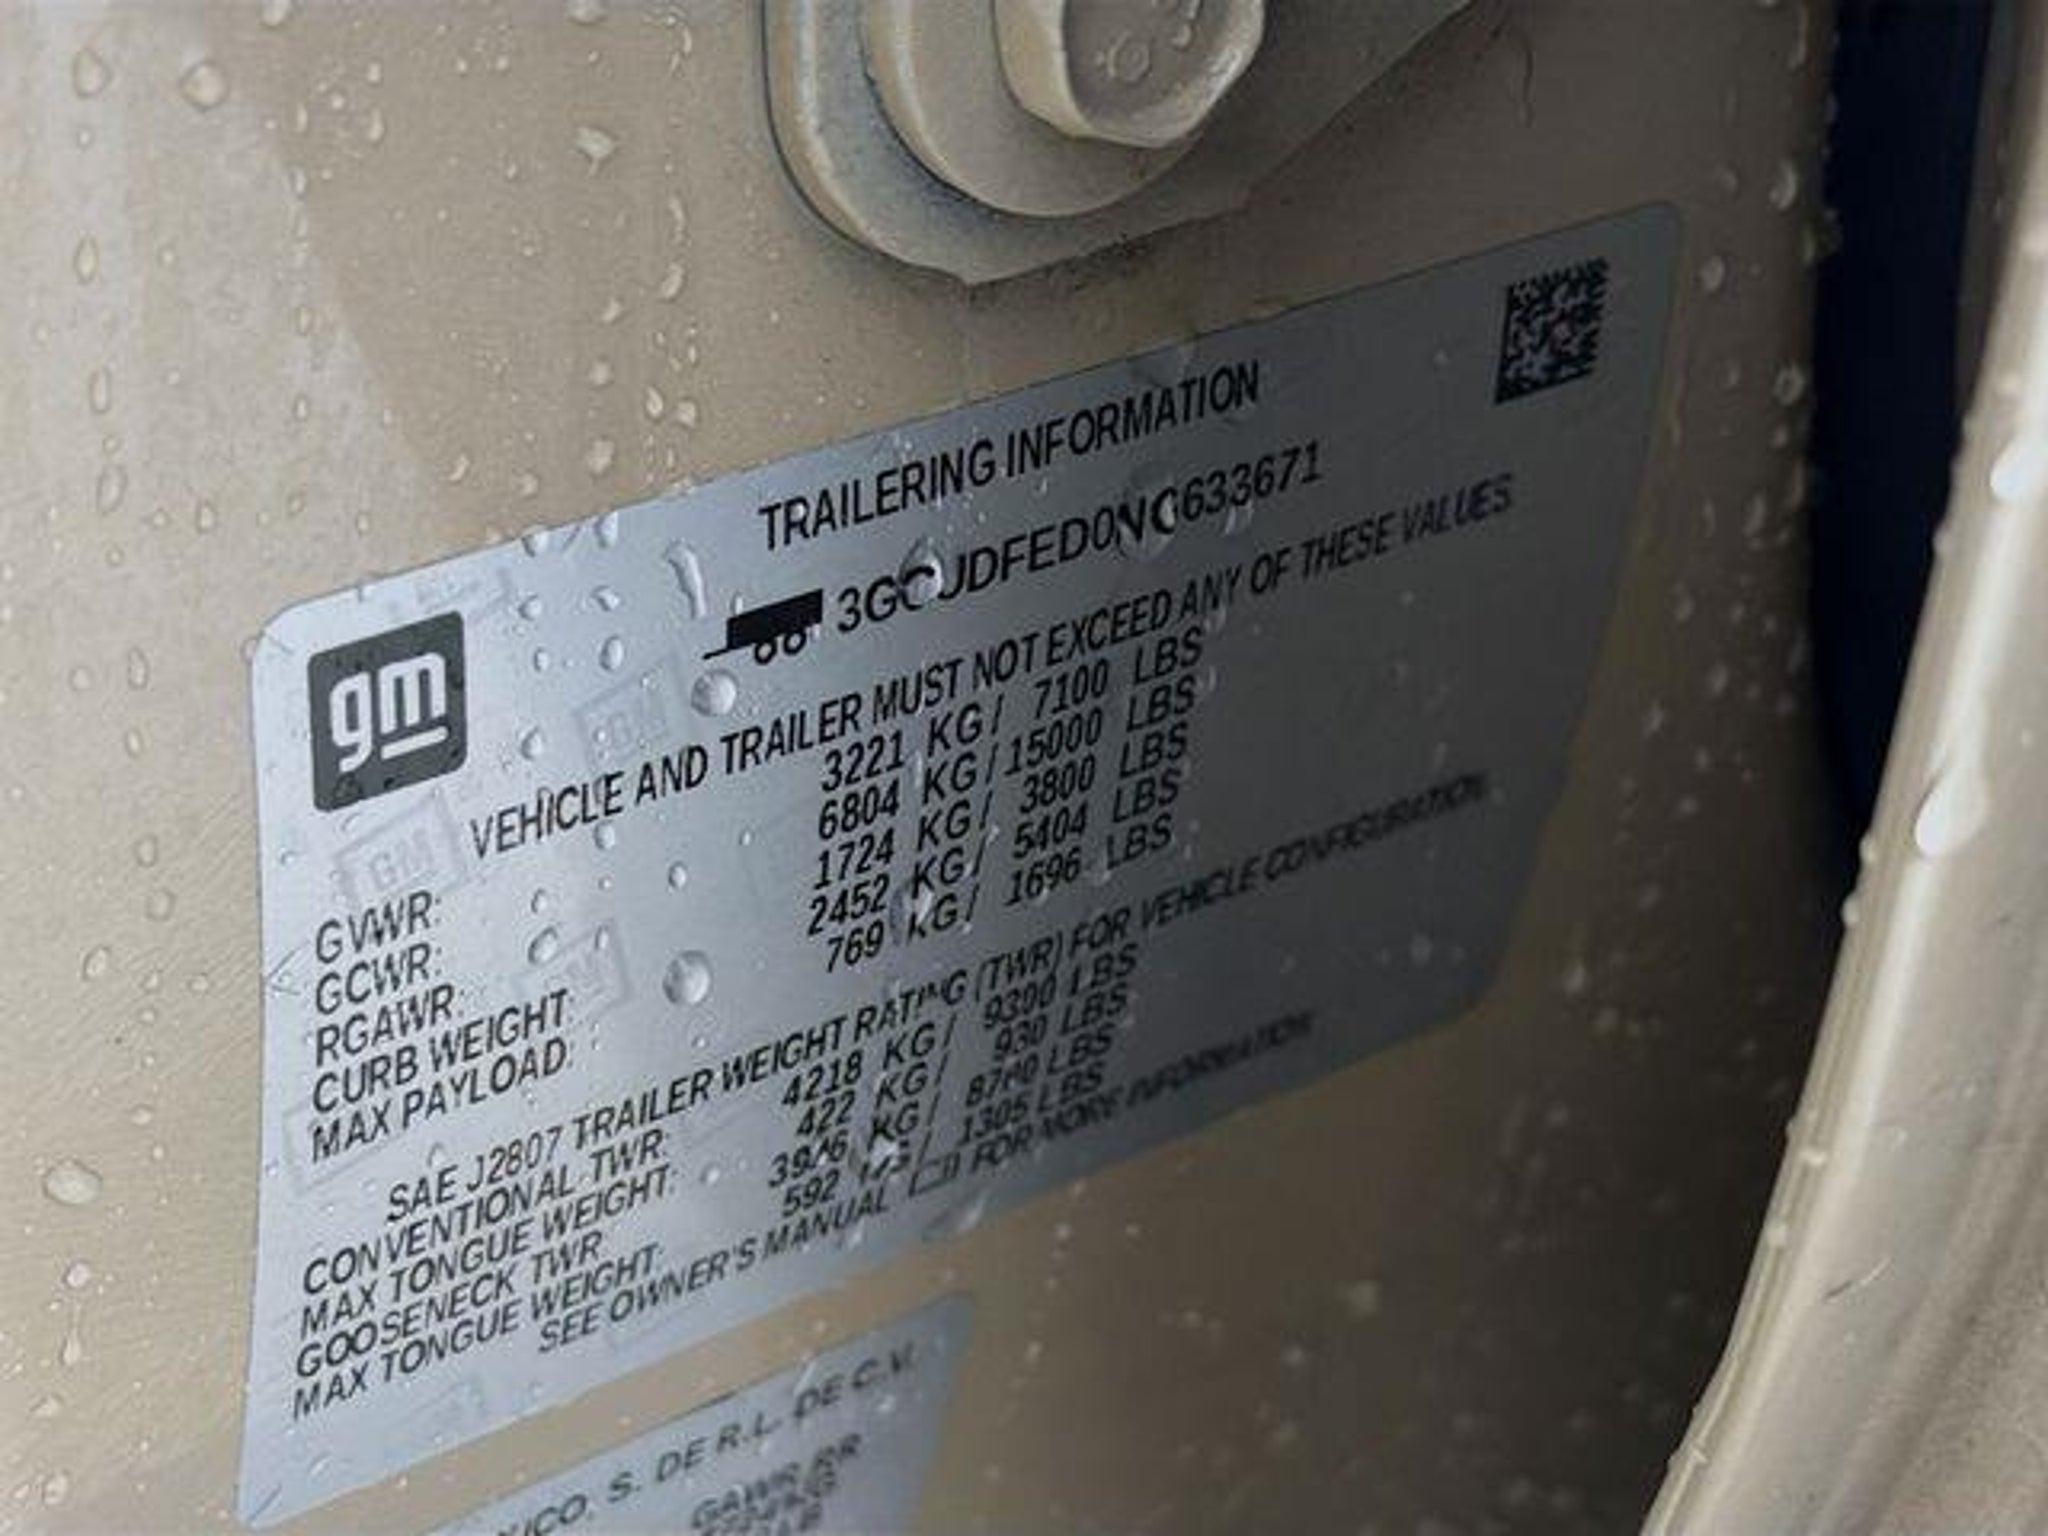 TRAILERING INFORMATION
gm
VEHICLE AND TRAILER MUST NOT EXCEED ANY OF THESE VALUES
GVWR: 3221 KG / 7100 LBS
GCWR: 6804 KG / 15000 LBS
RGAWR: 1724 KG / 3800 LBS
CURB WEIGHT: 2452 KG / 5404 LBS
MAX PAYLOAD: 769 KG / 1696 LBS
SAE J2807 TRAILER WEIGHT RATING (TWR) FOR VEHICLE CONFIGURATION
CONVENTIONAL TWR: 4218 KG / 9300 LBS
MAX TONGUE WEIGHT: 422 KG / 930 LBS
GOOSENECK TWR KG / LBS
MAX TONGUE WEIGHT: 592 / 1305 LBS
SEE OWNER'S MANUAL FOR MORE INFORMATION
S. DE R.L. DE C.V.
GAWR RR